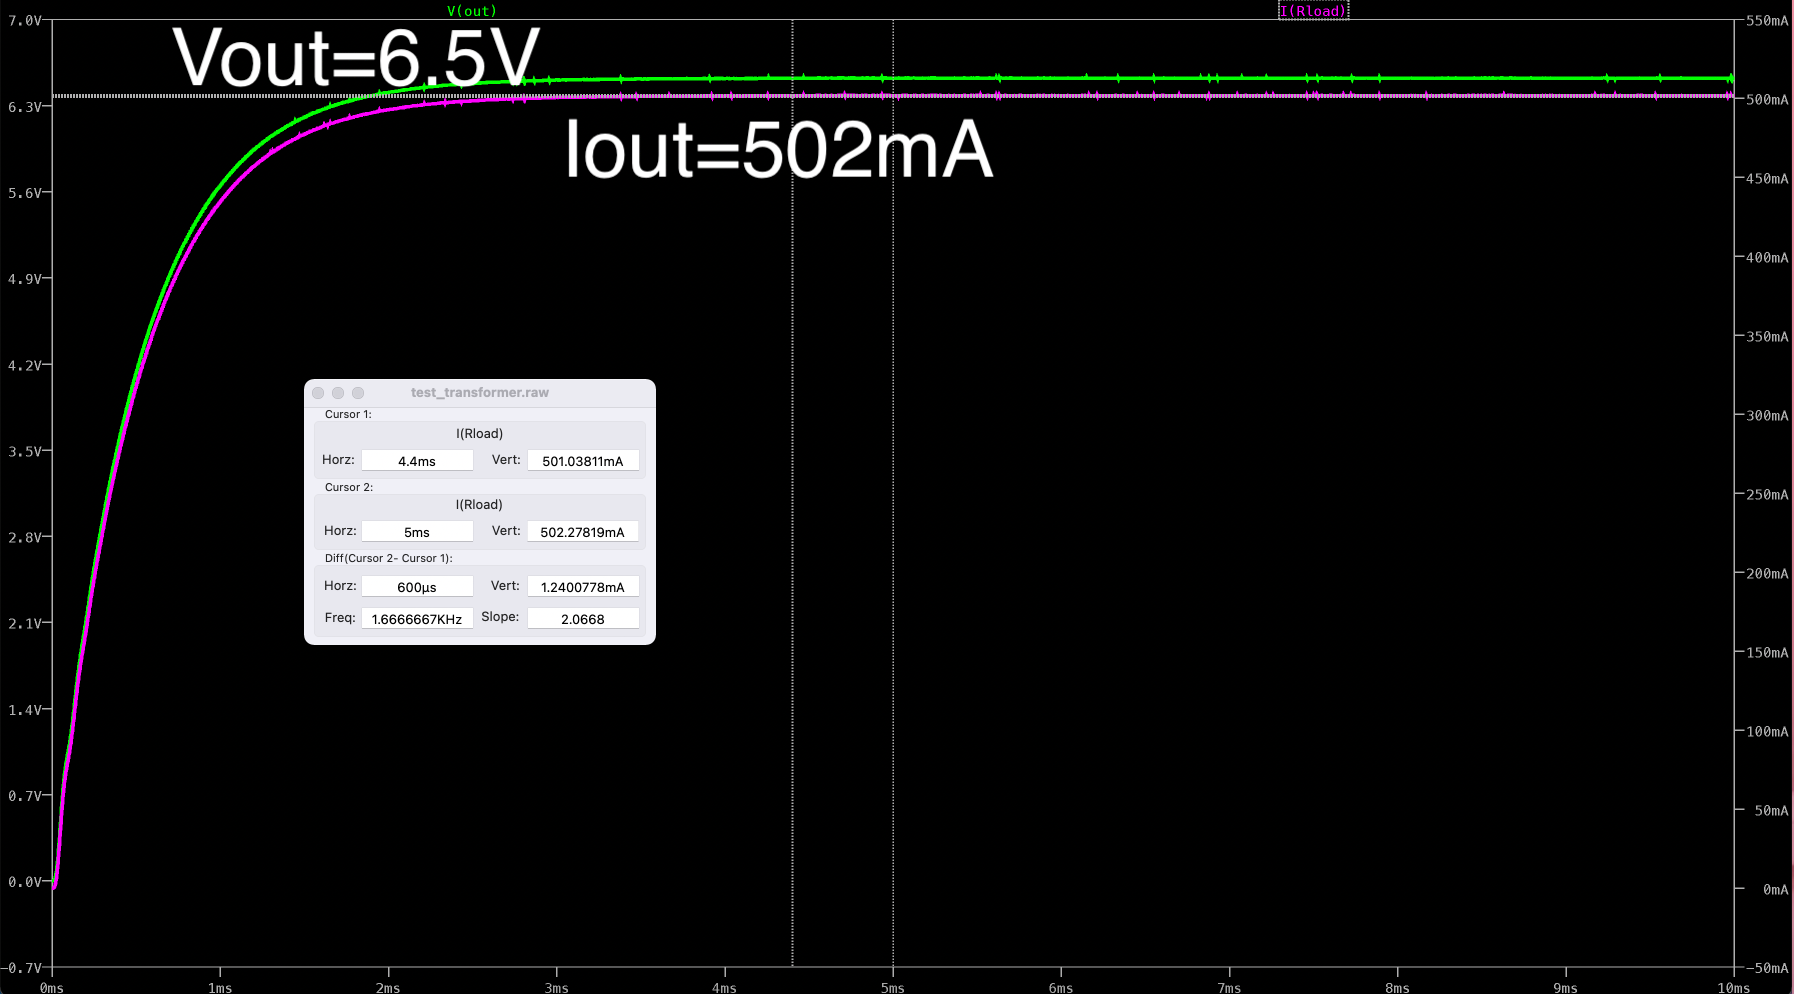 V(out)
I(Rload)
Vout=6.5V
Iout=502mA
7.0V
6.3V
5.6V
4.9V
4.2V
3.5V
2.8V
2.1V
1.4V
0.7V
0.0V
-0.7V
550mA
500mA
450mA
400mA
350mA
300mA
250mA
200mA
150mA
100mA
50mA
0mA
-50mA
test_transformer.raw
Cursor 1:
I(Rload)
Horz: 4.4ms Vert: 501.03811mA
Cursor 2:
I(Rload)
Horz: 5ms Vert: 502.27819mA
Diff(Cursor 2- Cursor 1):
Horz: 600µs Vert: 1.2400778mA
Freq: 1.6666667KHz Slope: 2.0668
0ms 1ms 2ms 3ms 4ms 5ms 6ms 7ms 8ms 9ms 10ms